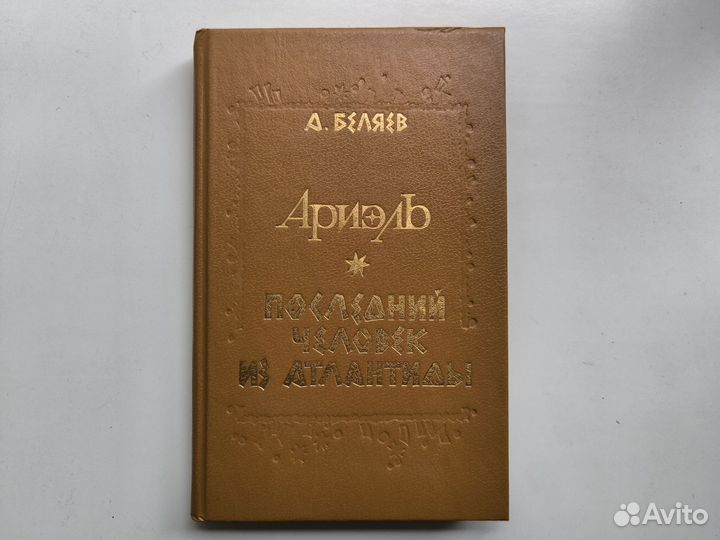 А. БЕЛЯЕВ
АРИЭЛЬ
ПОСЛЕДНИЙ
ЧЕЛОВЕК
ИЗ АТЛАНТИДЫ
Avito